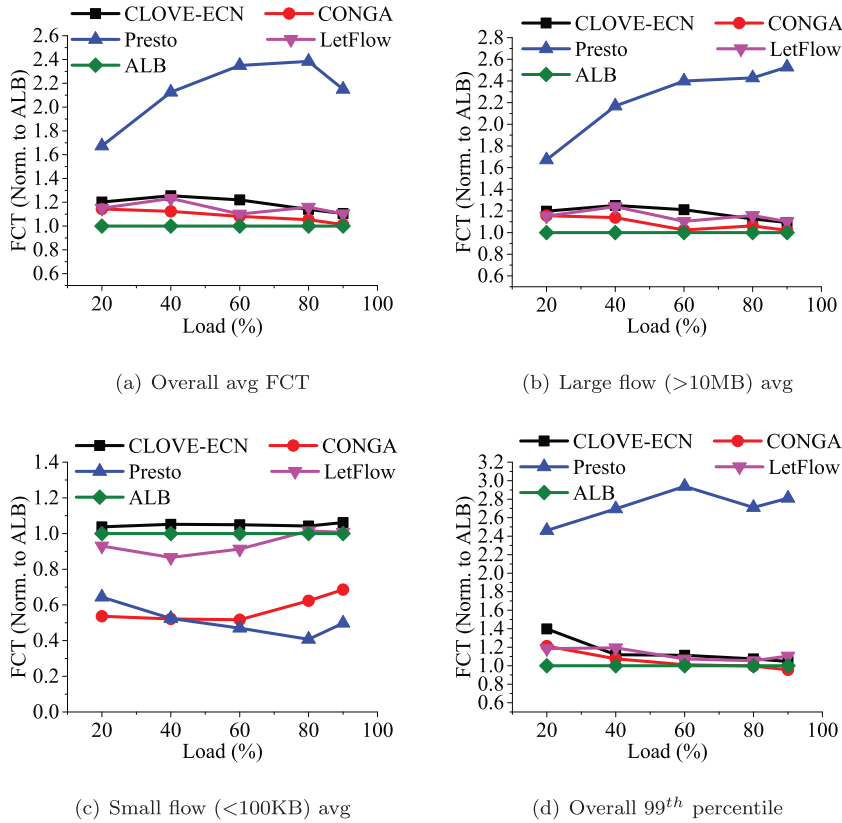 CLOVE-ECN CONGA
Presto LetFlow
ALB
2.6
2.4
2.2
2.0
1.8
1.6
1.4
1.2
1.0
0.8
0.6
FCT (Norm. to ALB)
20 40 60 80 100
Load (%)
(a) Overall avg FCT
CLOVE-ECN CONGA
Presto LetFlow
ALB
2.8
2.6
2.4
2.2
2.0
1.8
1.6
1.4
1.2
1.0
0.8
0.6
FCT (Norm. to ALB)
20 40 60 80 100
Load (%)
(b) Large flow (>10MB) avg
CLOVE-ECN CONGA
Presto LetFlow
ALB
1.4
1.2
1.0
0.8
0.6
0.4
0.2
0.0
FCT (Norm. to ALB)
20 40 60 80 100
Load (%)
(c) Small flow (<100KB) avg
CLOVE-ECN CONGA
Presto LetFlow
ALB
3.2
3.0
2.8
2.6
2.4
2.2
2.0
1.8
1.6
1.4
1.2
1.0
0.8
0.6
FCT (Norm. to ALB)
20 40 60 80 100
Load (%)
(d) Overall 99th percentile